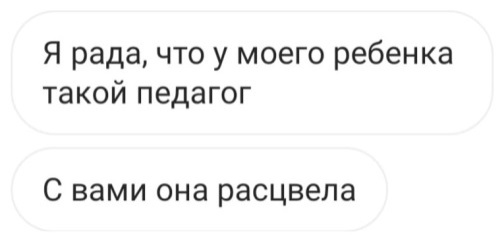 Я рада, что у моего ребенка
такой педагог
С вами она расцвела